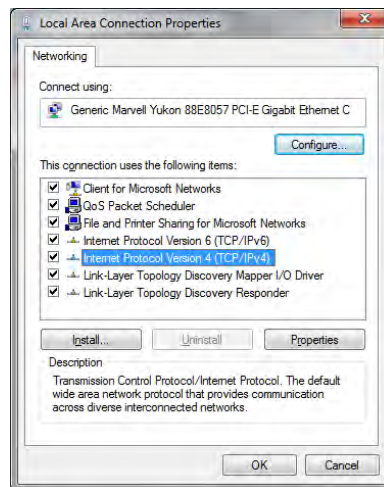 Local Area Connection Properties
Networking
Connect using:
Generic Marvell Yukon 88E8057 PCI-E Gigabit Ethernet C
Configure...
This connection uses the following items:
Client for Microsoft Networks
QoS Packet Scheduler
File and Printer Sharing for Microsoft Networks
Internet Protocol Version 6 (TCP/IPv6)
Internet Protocol Version 4 (TCP/IPv4)
Link-Layer Topology Discovery Mapper I/O Driver
Link-Layer Topology Discovery Responder
Install... Uninstall Properties
Description
Transmission Control Protocol/Internet Protocol. The default
wide area network protocol that provides communication
across diverse interconnected networks.
OK Cancel